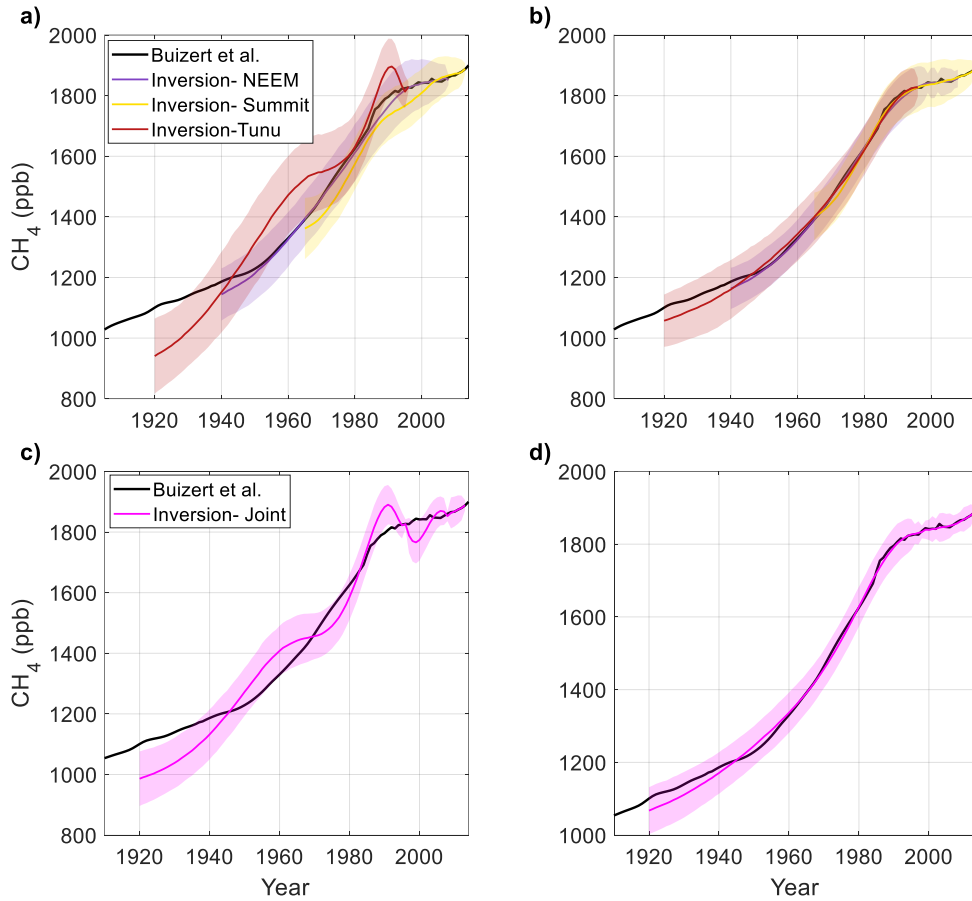 a)
2000
1800
1600
1400
1200
1000
800
CH4 (ppb)
Buizert et al.
Inversion- NEEM
Inversion- Summit
Inversion-Tunu
1920 1940 1960 1980 2000
b)
2000
1800
1600
1400
1200
1000
800
1920 1940 1960 1980 2000
c)
2000
1800
1600
1400
1200
1000
800
CH4 (ppb)
Buizert et al.
Inversion- Joint
1920 1940 1960 1980 2000
Year
d)
2000
1800
1600
1400
1200
1000
1920 1940 1960 1980 2000
Year